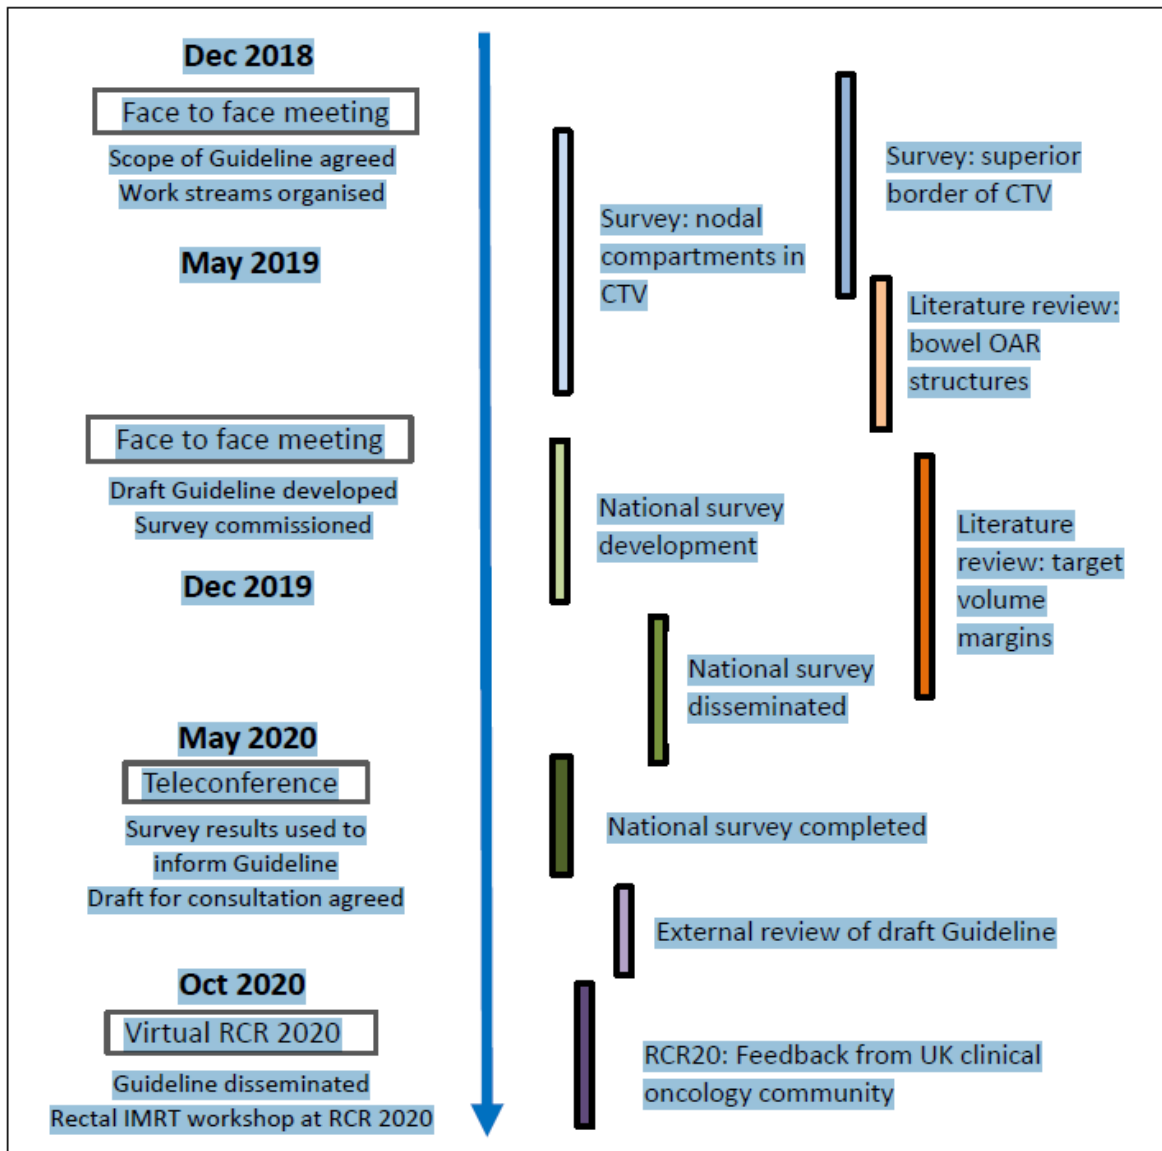 Dec 2018
Face to face meeting
Scope of Guideline agreed
Work streams organised
May 2019
Face to face meeting
Draft Guideline developed
Survey commissioned
Dec 2019
May 2020
Teleconference
Survey results used to
inform Guideline
Draft for consultation agreed
Oct 2020
Virtual RCR 2020
Guideline disseminated
Rectal IMRT workshop at RCR 2020
Survey: nodal
compartments in
CTV
National survey
development
National survey
disseminated
National survey completed
External review of draft Guideline
RCR20: Feedback from UK clinical
oncology community
Survey: superior
border of CTV
Literature review:
bowel OAR
structures
Literature
review: target
volume
margins